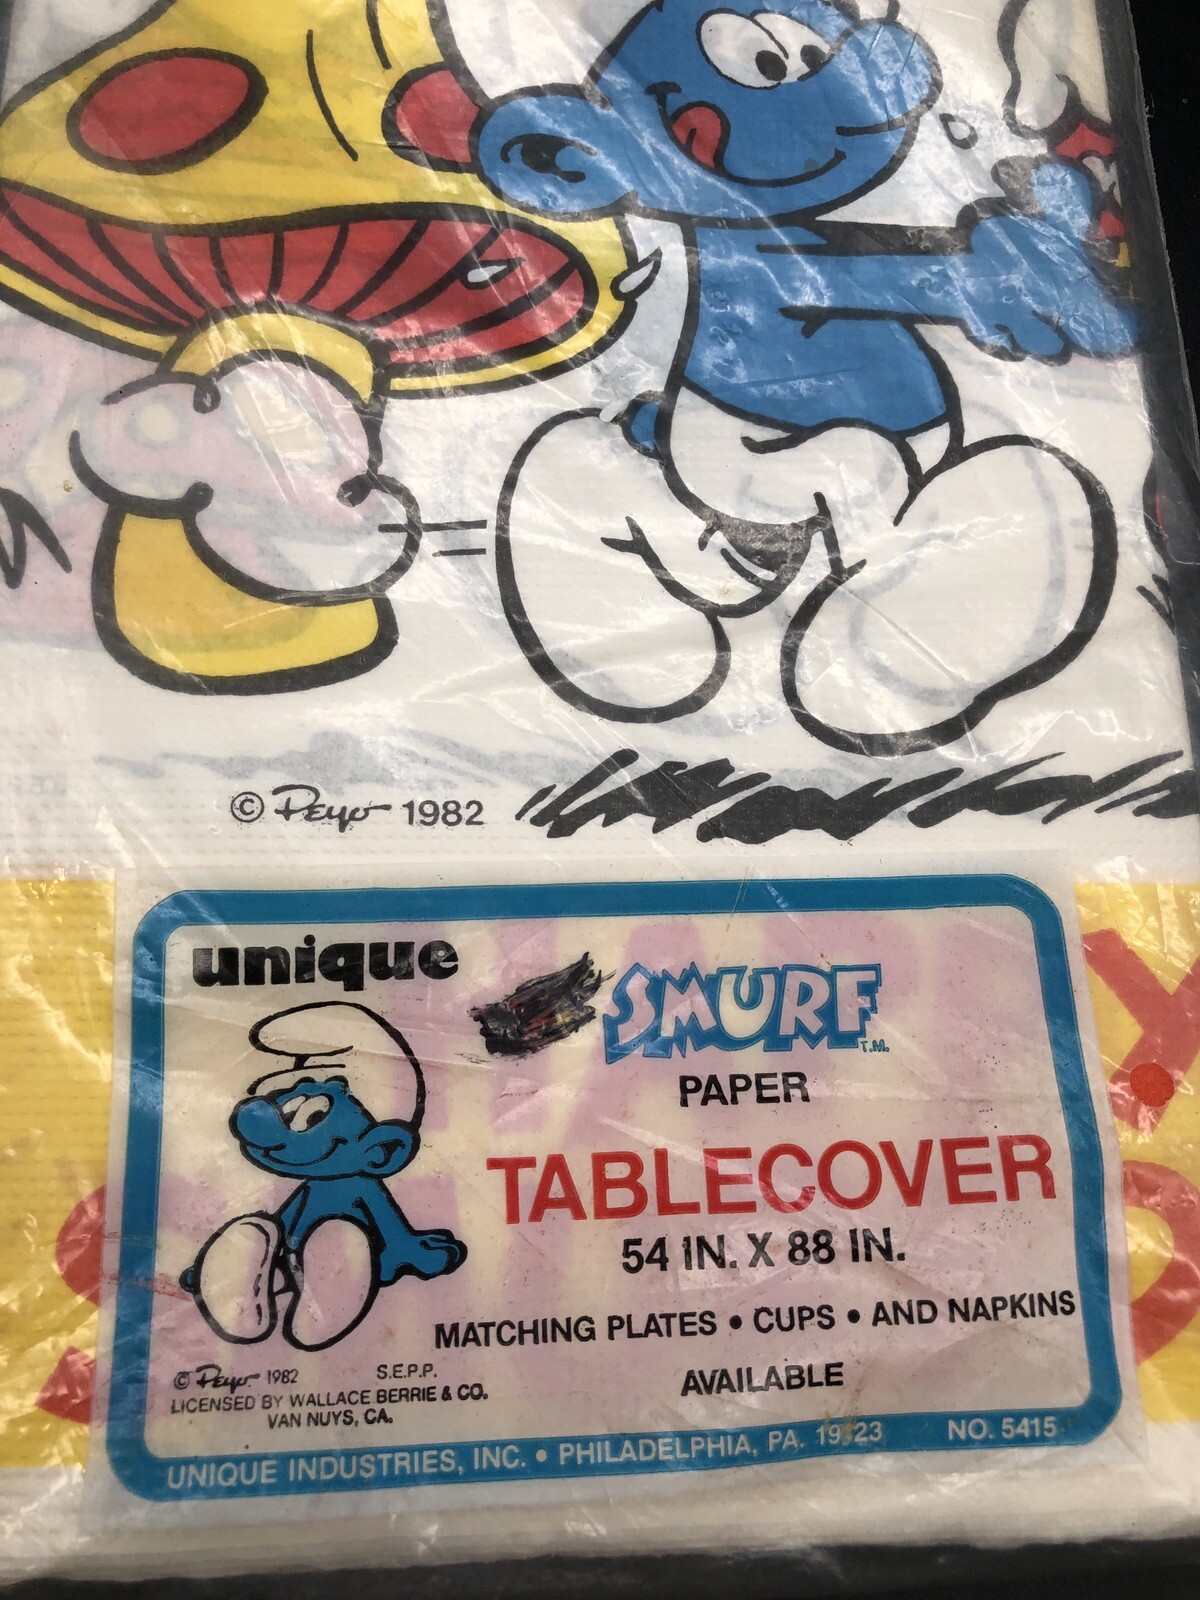 © Peyo 1982
unique
SMURF T.M.
PAPER
TABLECOVER
54 IN. X 88 IN.
MATCHING PLATES • CUPS • AND NAPKINS
AVAILABLE
© Peyo 1982 S.E.P.P.
LICENSED BY WALLACE BERRIE & CO.
VAN NUYS, CA.
UNIQUE INDUSTRIES, INC. • PHILADELPHIA, PA. NO. 5415